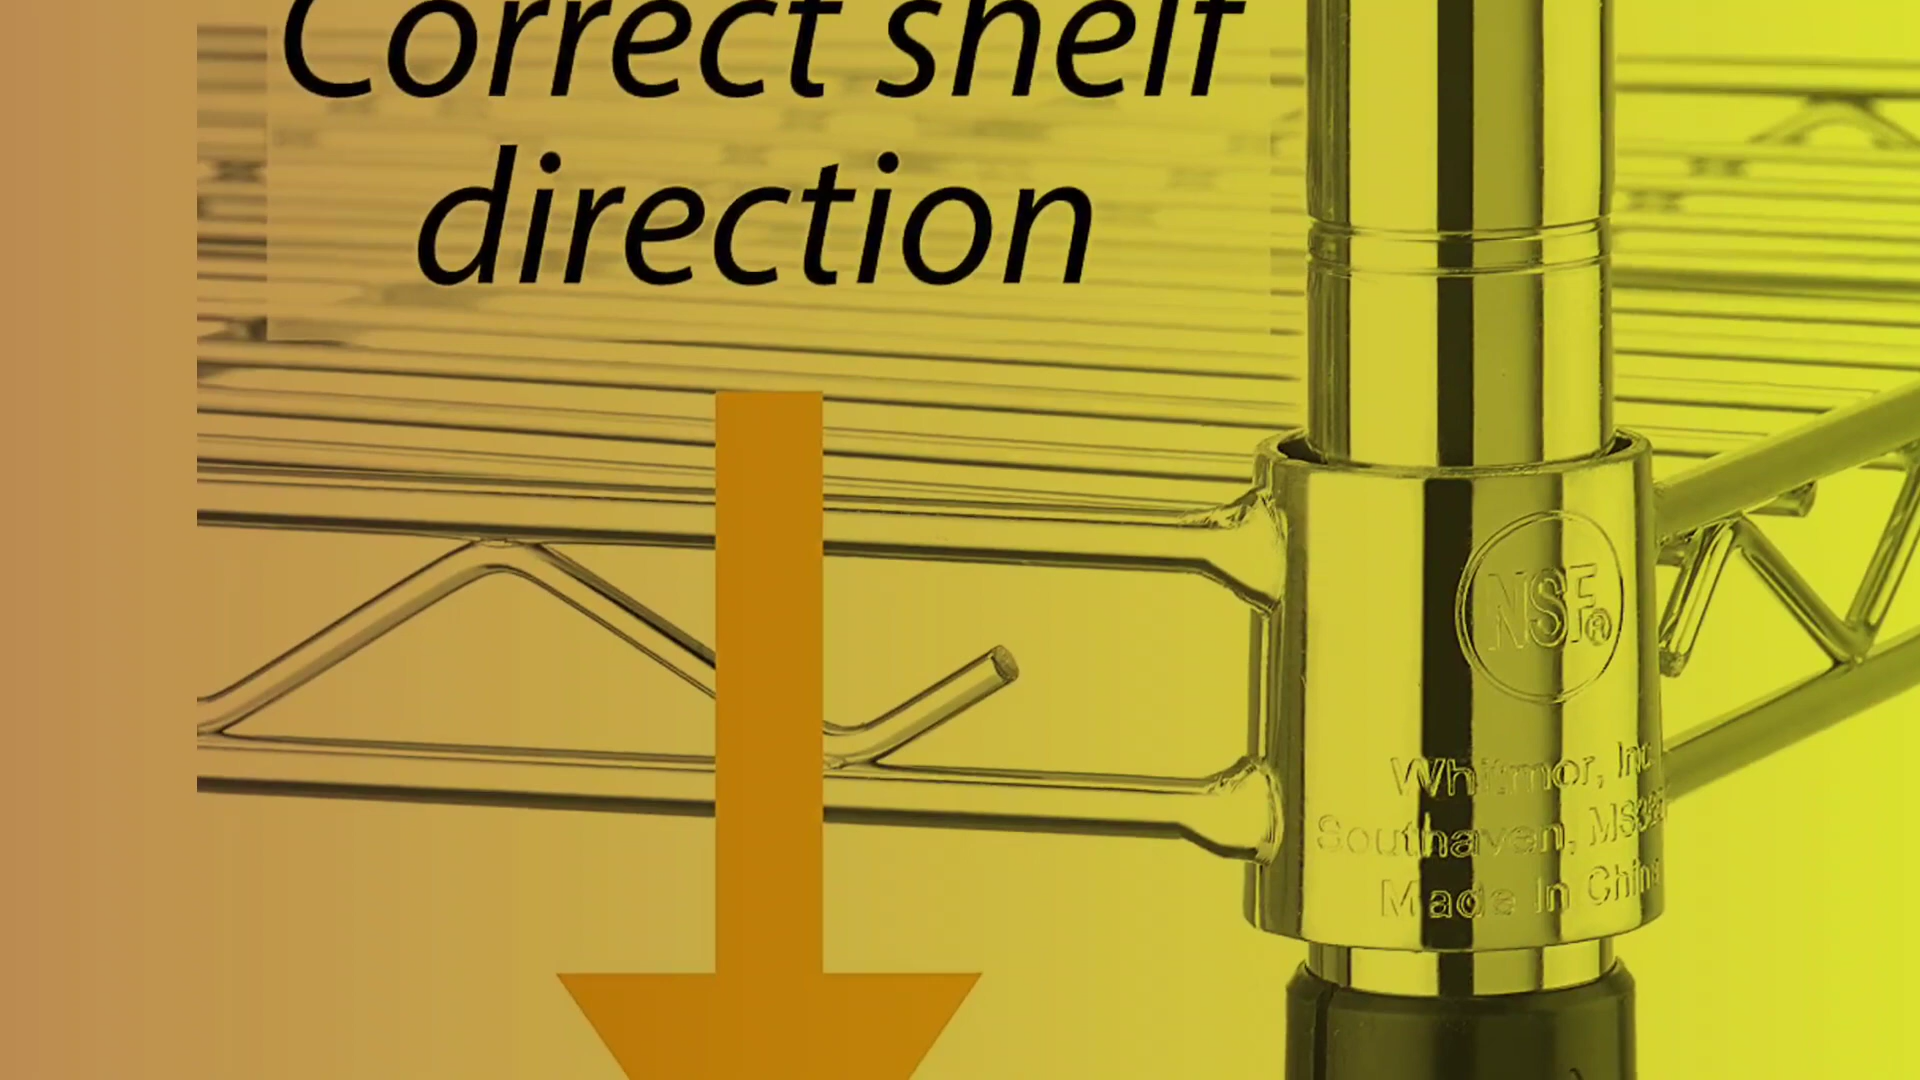 Correct shelf
direction
NSF®
Whitmor, Inc
Southaven, MS
Made In China